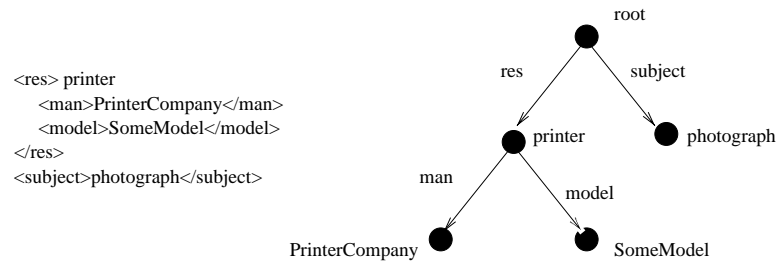 <res> printer
<man>PrinterCompany</man>
<model>SomeModel</model>
</res>
<subject>photograph</subject>
root
res
subject
printer
photograph
man
model
PrinterCompany
SomeModel